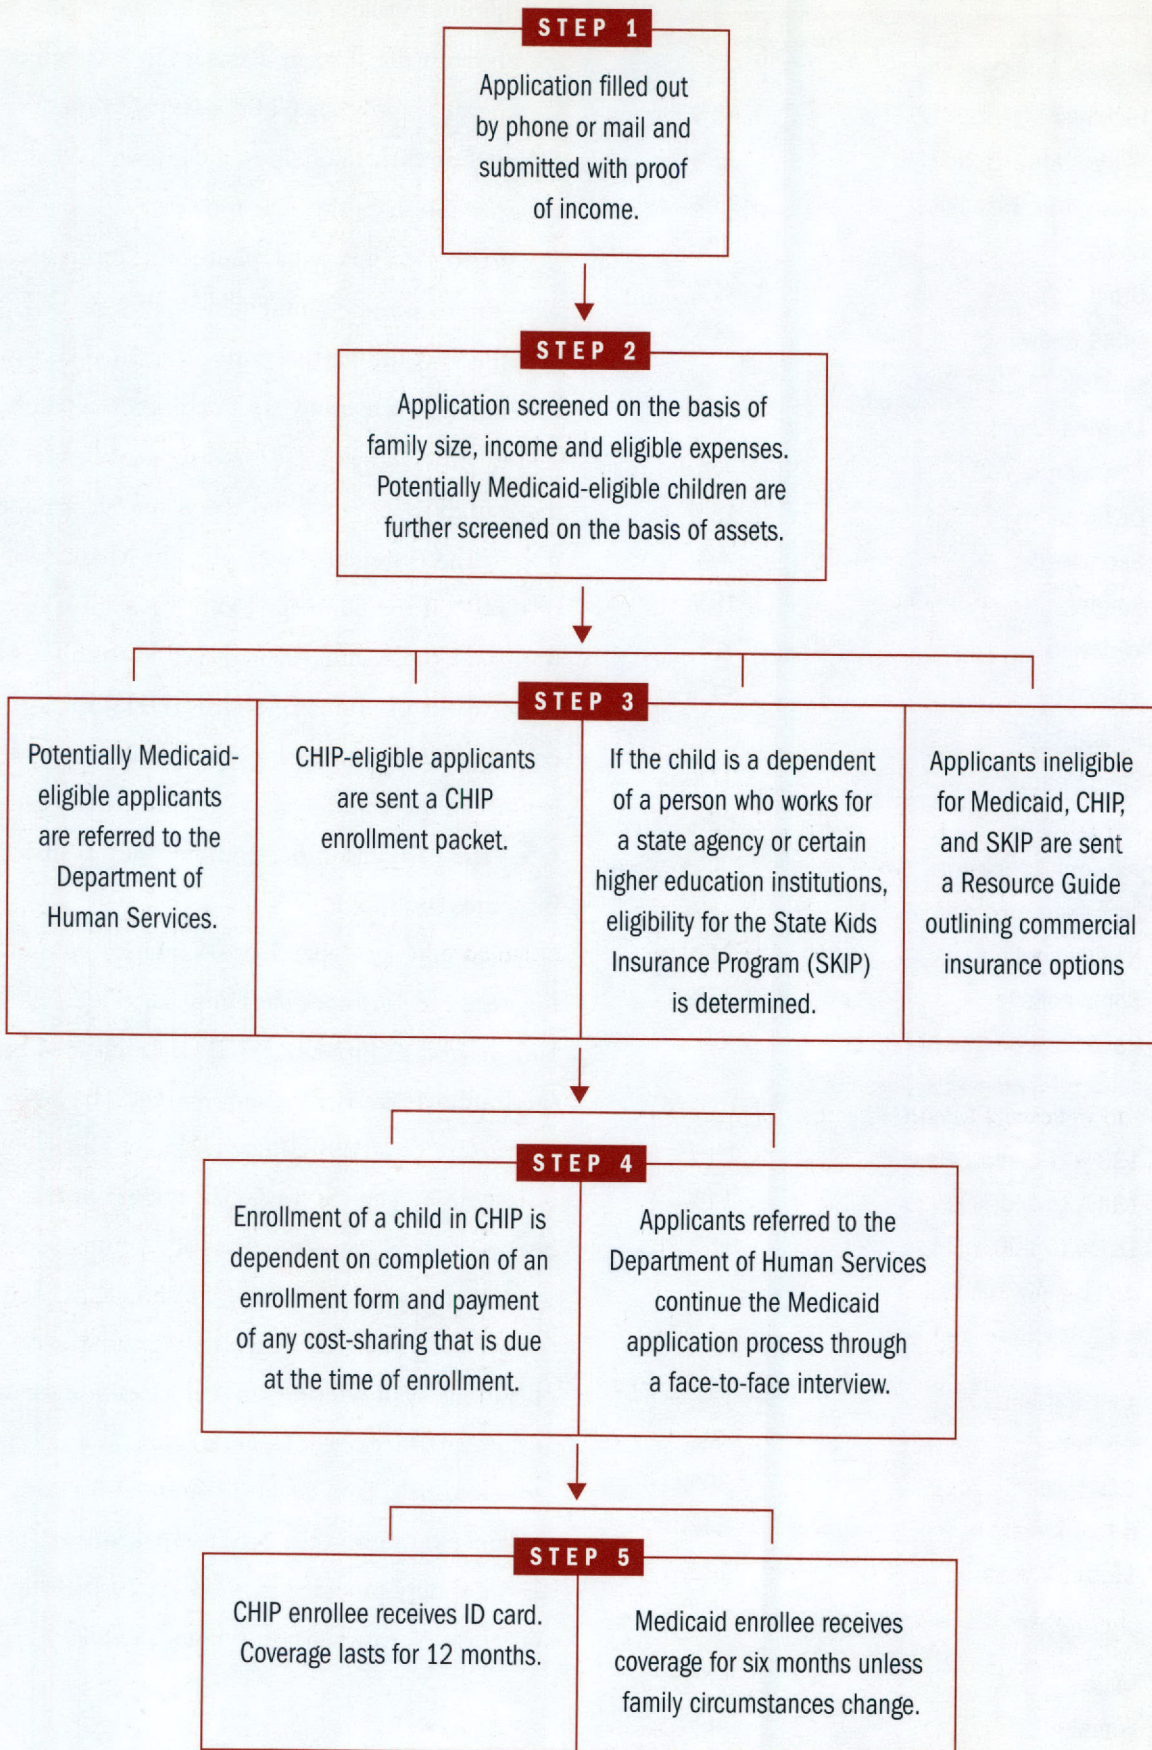 STEP 1
Application filled out
by phone or mail and
submitted with proof
of income.
STEP 2
Application screened on the basis of
family size, income and eligible expenses.
Potentially Medicaid-eligible children are
further screened on the basis of assets.
STEP 3
Potentially Medicaid-
eligible applicants
are referred to the
Department of
Human Services.
CHIP-eligible applicants
are sent a CHIP
enrollment packet.
If the child is a dependent
of a person who works for
a state agency or certain
higher education institutions,
eligibility for the State Kids
Insurance Program (SKIP)
is determined.
Applicants ineligible
for Medicaid, CHIP,
and SKIP are sent
a Resource Guide
outlining commercial
insurance options
STEP 4
Enrollment of a child in CHIP is
dependent on completion of an
enrollment form and payment
of any cost-sharing that is due
at the time of enrollment.
Applicants referred to the
Department of Human Services
continue the Medicaid
application process through
a face-to-face interview.
STEP 5
CHIP enrollee receives ID card.
Coverage lasts for 12 months.
Medicaid enrollee receives
coverage for six months unless
family circumstances change.